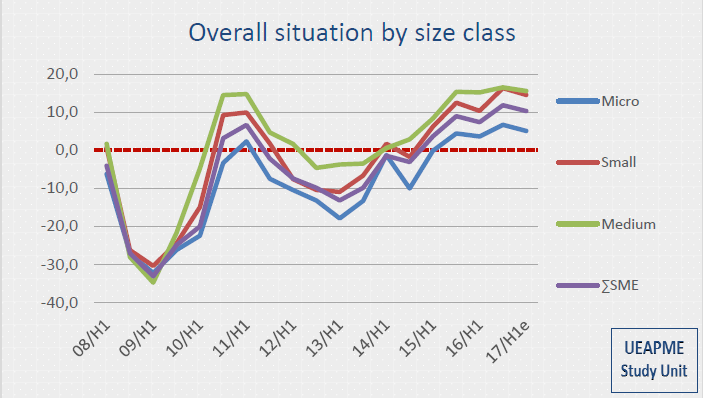 Overall situation by size class
20,0
10,0
0,0
-10,0
-20,0
-30,0
-40,0
08/H1
09/H1
10/H1
11/H1
12/H1
13/H1
14/H1
15/H1
16/H1
17/H1e
Micro
Small
Medium
∑SME
UEAPME
Study Unit